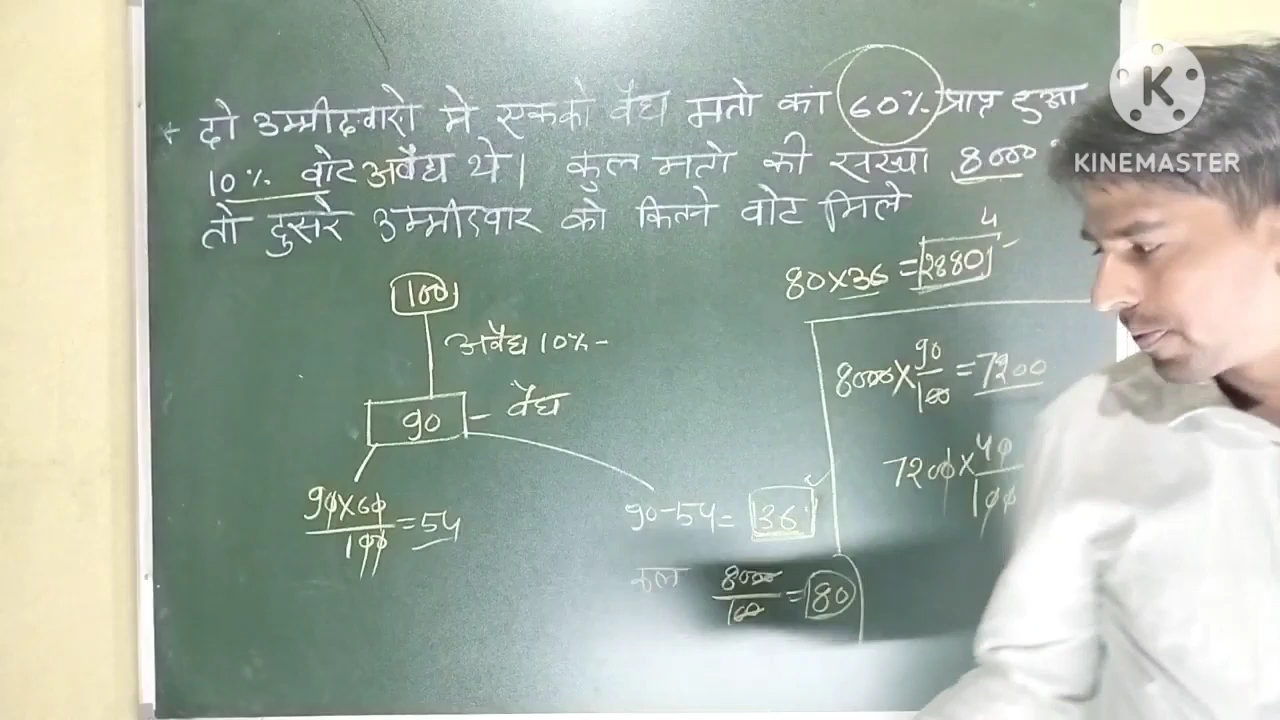 * दो उम्मीदवारो मे एकको वैध मतो का 60% प्राप्त हुआ
10% वोट अवैध थे। कुल मतो की सख्या 8000
तो दुसरे उम्मीदवार को कितने वोट मिले
4
80×36 = 2880
100
अवैध 10% -
90 - वैध
90×60/100 = 54
90-54 = 36
कुल 8000/100 = 80
8000 × 90/100 = 7200
7200 × 40/100
K
KINEMASTER